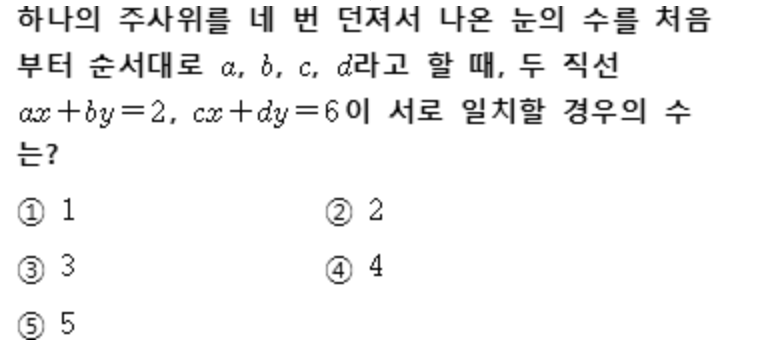 하나의 주사위를 네 번 던져서 나온 눈의 수를 처음
부터 순서대로 a, b, c, d라고 할 때, 두 직선
ax+by=2, cx+dy=6이 서로 일치할 경우의 수
는?
① 1 ② 2
③ 3 ④ 4
⑤ 5